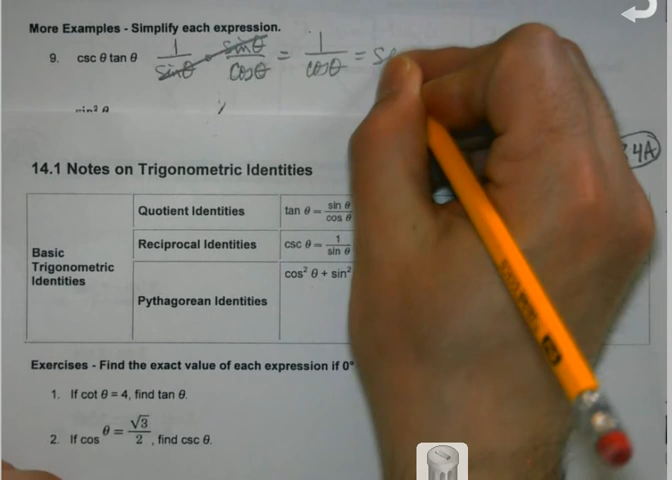 More Examples - Simplify each expression.
9. csc θ tan θ 1/sinθ • sinθ/cosθ = 1/cosθ = s
4A
14.1 Notes on Trigonometric Identities
Basic Trigonometric Identities
Quotient Identities tan θ = sin θ/cos θ
Reciprocal Identities csc θ = 1/sin θ
Pythagorean Identities cos² θ + sin²
Exercises - Find the exact value of each expression if 0°
1. If cot θ = 4, find tan θ.
2. If cos θ = √3/2, find csc θ.